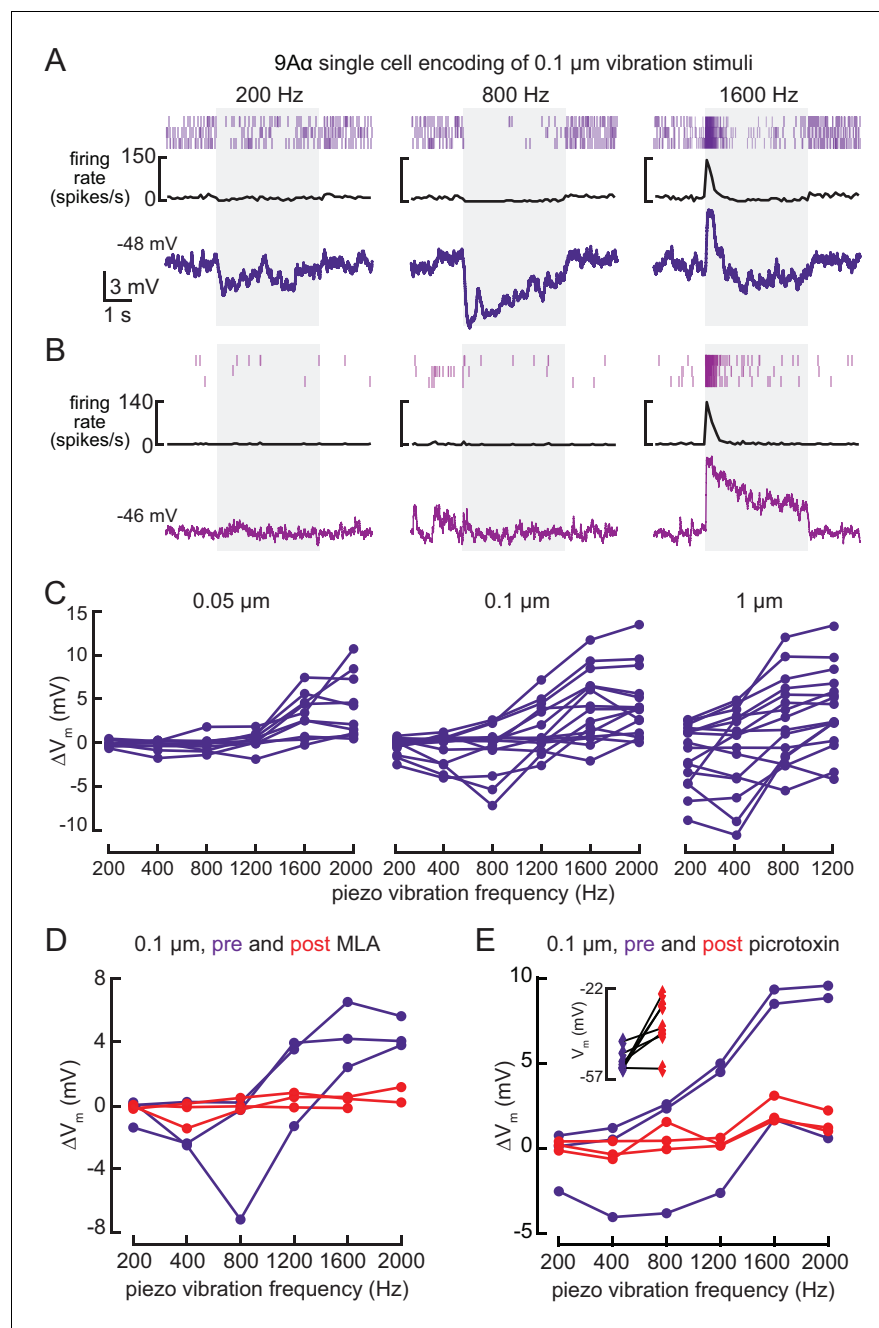 A
9Aα single cell encoding of 0.1 µm vibration stimuli
200 Hz 800 Hz 1600 Hz
firing rate (spikes/s)
150
0
-48 mV
3 mV
1 s
B
firing rate (spikes/s)
140
0
-46 mV
C
0.05 µm 0.1 µm 1 µm
15
10
5
0
-5
-10
ΔVm (mV)
200 400 800 1200 1600 2000 200 400 800 1200 1600 2000 200 400 800 1200
piezo vibration frequency (Hz)
D
0.1 µm, pre and post MLA
8
4
0
-4
-8
ΔVm (mV)
200 400 800 1200 1600 2000
piezo vibration frequency (Hz)
E
0.1 µm, pre and post picrotoxin
10
5
0
-5
ΔVm (mV)
-22
-57
Vm (mV)
200 400 800 1200 1600 2000
piezo vibration frequency (Hz)